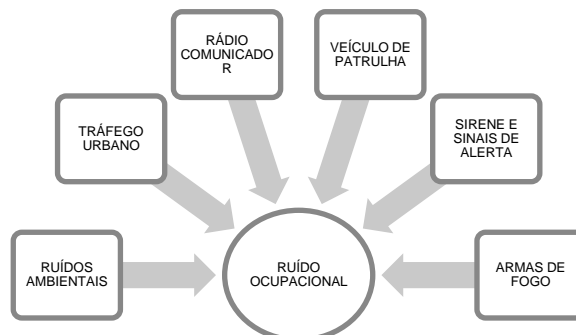 RÁDIO
COMUNICADO
R
VEÍCULO DE
PATRULHA
TRÁFEGO
URBANO
SIRENE E
SINAIS DE
ALERTA
RUÍDOS
AMBIENTAIS
RUÍDO
OCUPACIONAL
ARMAS DE
FOGO